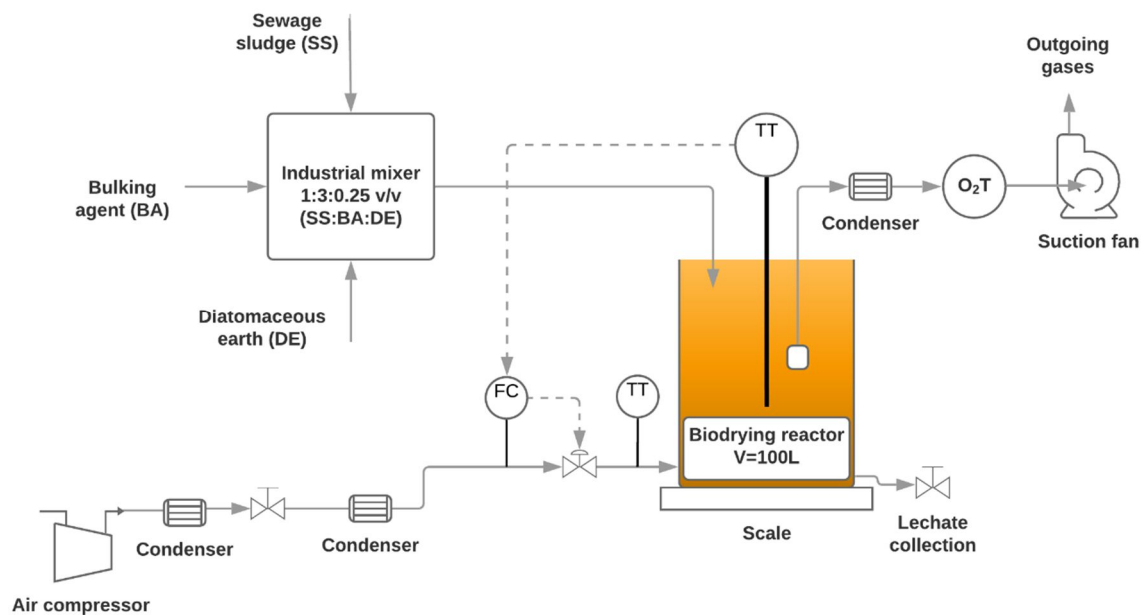 Sewage
sludge (SS)
Outgoing
gases
TT
Industrial mixer
1:3:0.25 v/v
(SS:BA:DE)
Bulking
agent (BA)
O₂T
Condenser
Suction fan
Diatomaceous
earth (DE)
FC
TT
Biodrying reactor
V=100L
Condenser
Condenser
Scale
Lechate
collection
Air compressor